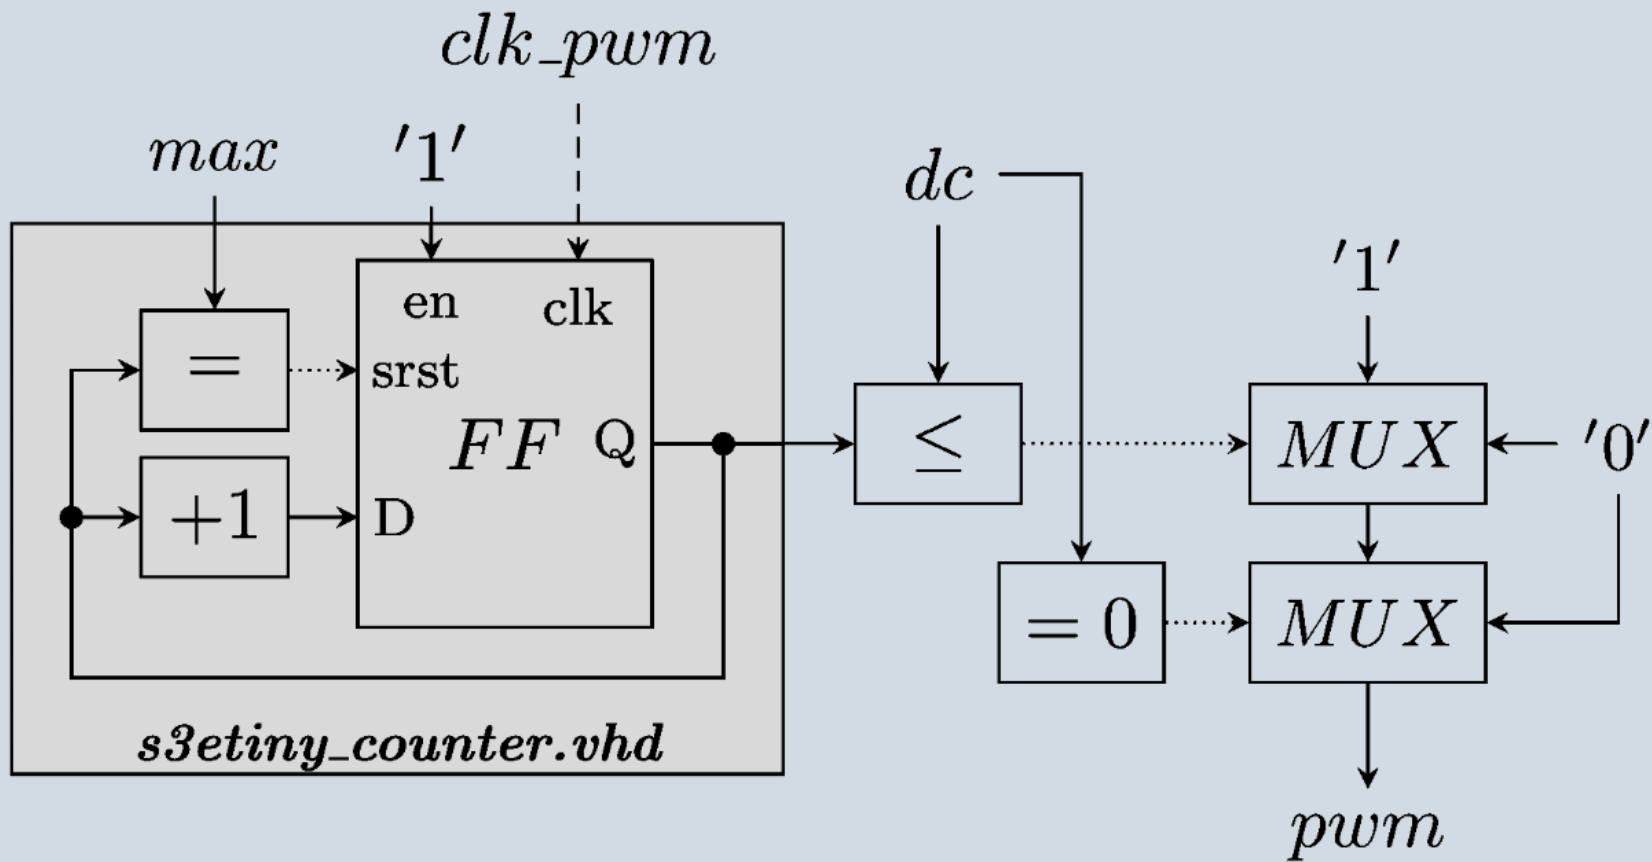 clk_pwm
max
'1'
dc
'1'
en
clk
=
srst
FF
Q
≤
MUX
'0'
+1
D
= 0
MUX
s3etiny_counter.vhd
pwm